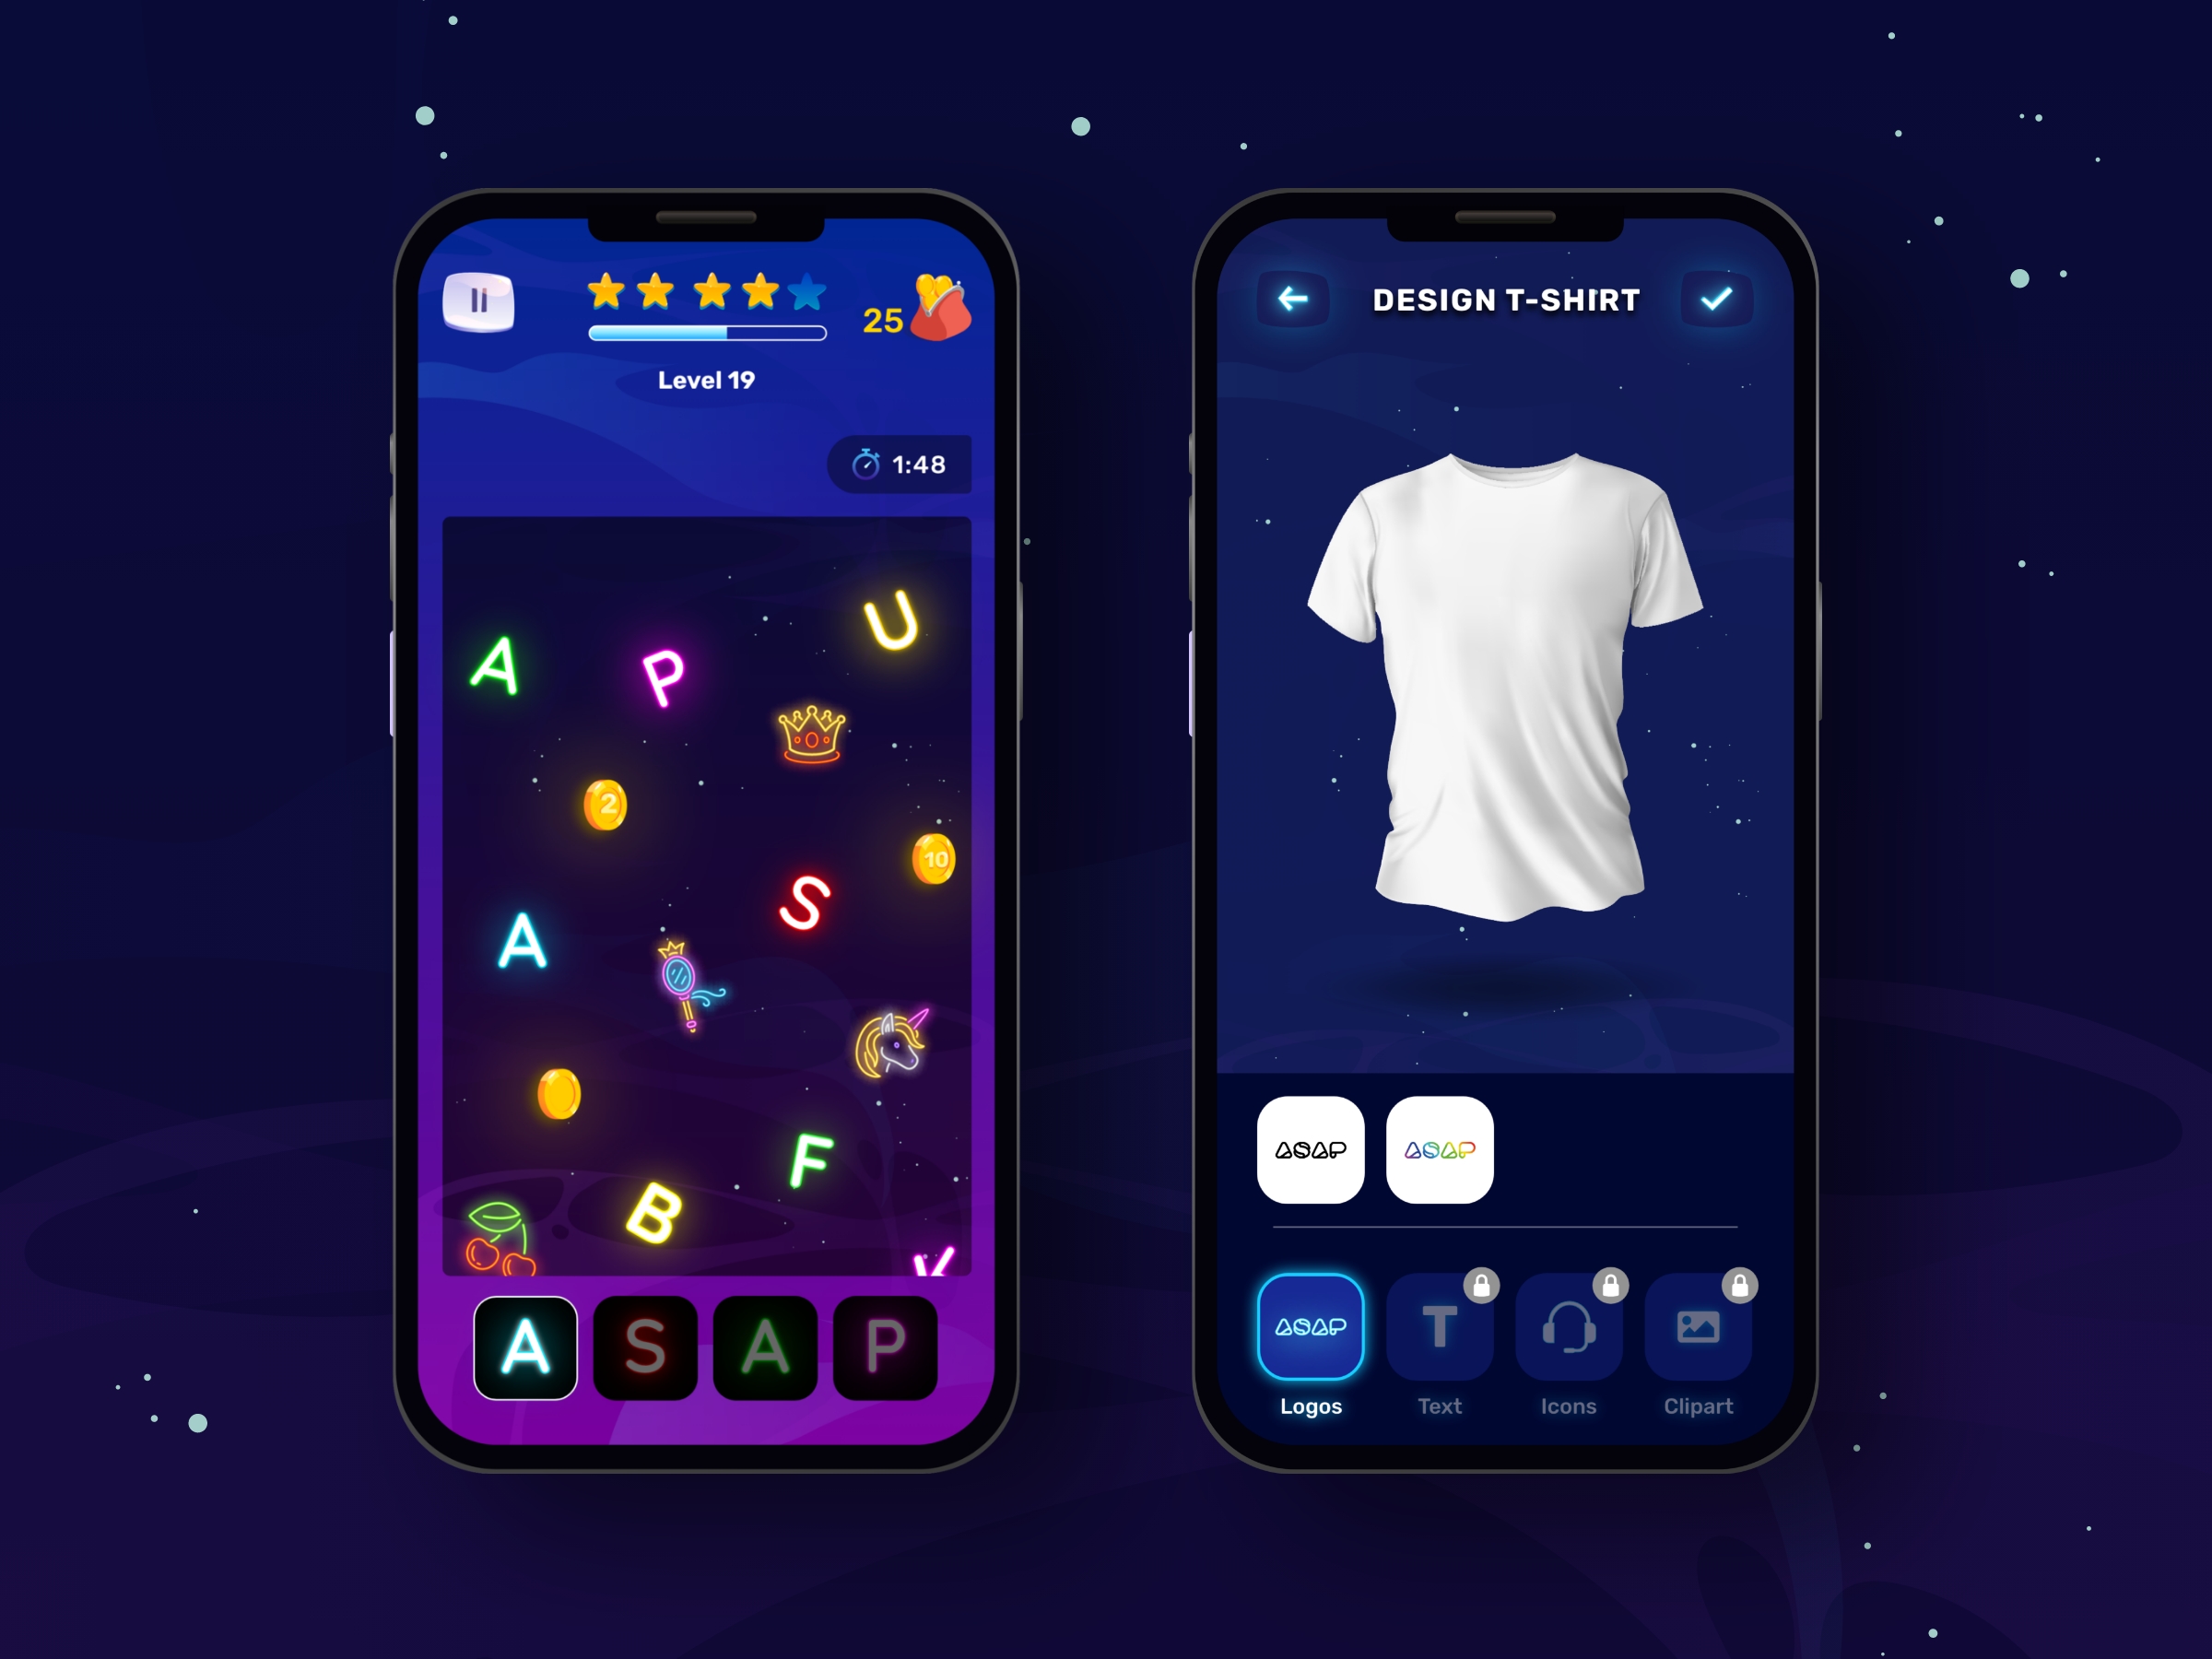 25
Level 19
1:48
U
A
P
2
10
S
A
F
B
A S A P
DESIGN T-SHIRT
ASAP ASAP
ASAP T
Logos Text Icons Clipart